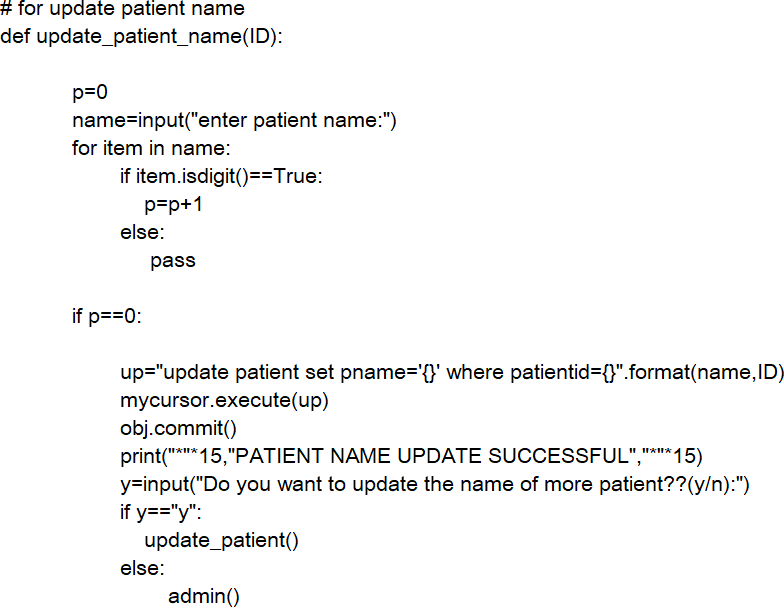 # for update patient name
def update_patient_name(ID):
p=0
name=input("enter patient name:")
for item in name:
if item.isdigit()==True:
p=p+1
else:
pass
if p==0:
up="update patient set pname='{}' where patientid={}".format(name,ID)
mycursor.execute(up)
obj.commit()
print("*"*15,"PATIENT NAME UPDATE SUCCESSFUL","*"*15)
y=input("Do you want to update the name of more patient??(y/n):")
if y=="y":
update_patient()
else:
admin()